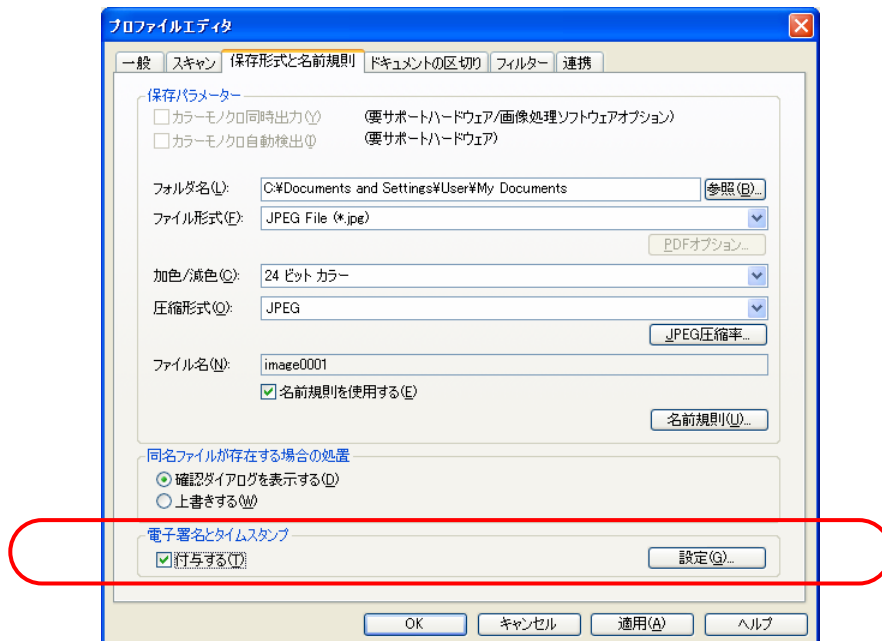 プロファイルエディタ
一般 スキャン 保存形式と名前規則 ドキュメントの区切り フィルター 連携
保存パラメーター
カラーモノクロ同時出力(Y) (要サポートハードウェア/画像処理ソフトウェアオプション)
カラーモノクロ自動検出(I) (要サポートハードウェア)
フォルダ名(L): C:¥Documents and Settings¥User¥My Documents 参照(B)...
ファイル形式(F): JPEG File (*.jpg)
PDFオプション...
加色/減色(C): 24 ビット カラー
圧縮形式(O): JPEG
JPEG圧縮率...
ファイル名(N): image0001
名前規則を使用する(E)
名前規則(U)...
同名ファイルが存在する場合の処置
確認ダイアログを表示する(D)
上書きする(W)
電子署名とタイムスタンプ
付与する(T) 設定(G)...
OK キャンセル 適用(A) ヘルプ